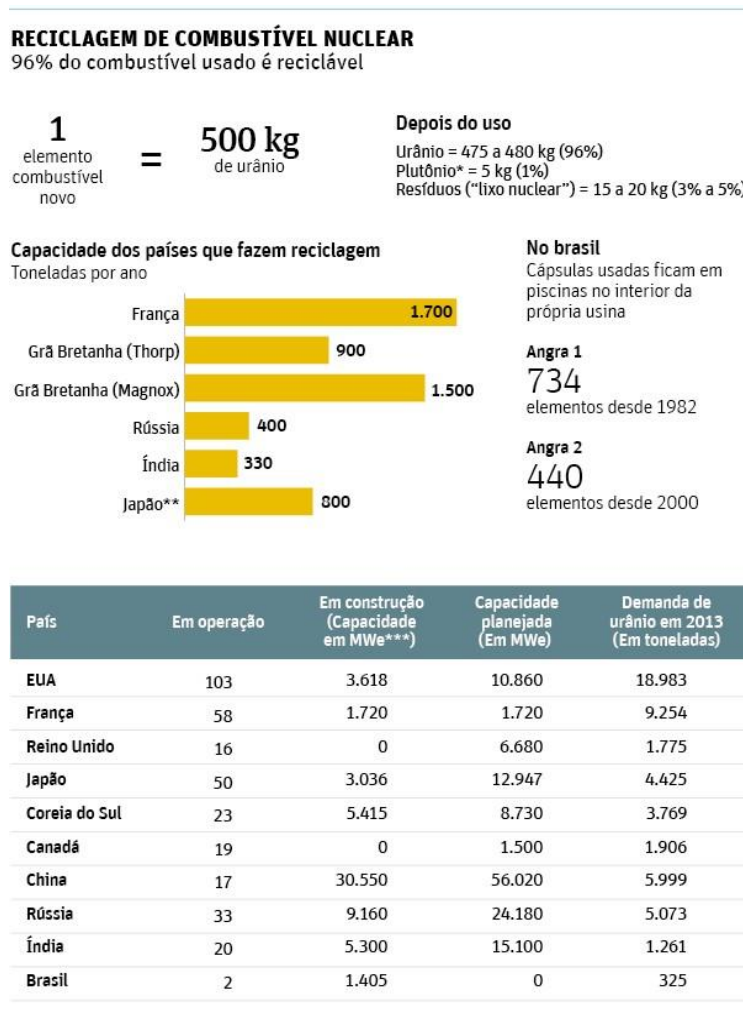 RECICLAGEM DE COMBUSTÍVEL NUCLEAR
96% do combustível usado é reciclável
1
elemento
combustível
novo
=
500 kg
de urânio
Depois do uso
Urânio = 475 a 480 kg (96%)
Plutônio* = 5 kg (1%)
Resíduos (“lixo nuclear”) = 15 a 20 kg (3% a 5%)
Capacidade dos países que fazem reciclagem
Toneladas por ano
França 1.700
Grã Bretanha (Thorp) 900
Grã Bretanha (Magnox) 1.500
Rússia 400
Índia 330
Japão** 800
No brasil
Cápsulas usadas ficam em
piscinas no interior da
própria usina
Angra 1
734
elementos desde 1982
Angra 2
440
elementos desde 2000
País Em operação Em construção (Capacidade em MWe***) Capacidade planejada (Em MWe) Demanda de urânio em 2013 (Em toneladas)
EUA 103 3.618 10.860 18.983
França 58 1.720 1.720 9.254
Reino Unido 16 0 6.680 1.775
Japão 50 3.036 12.947 4.425
Coreia do Sul 23 5.415 8.730 3.769
Canadá 19 0 1.500 1.906
China 17 30.550 56.020 5.999
Rússia 33 9.160 24.180 5.073
Índia 20 5.300 15.100 1.261
Brasil 2 1.405 0 325